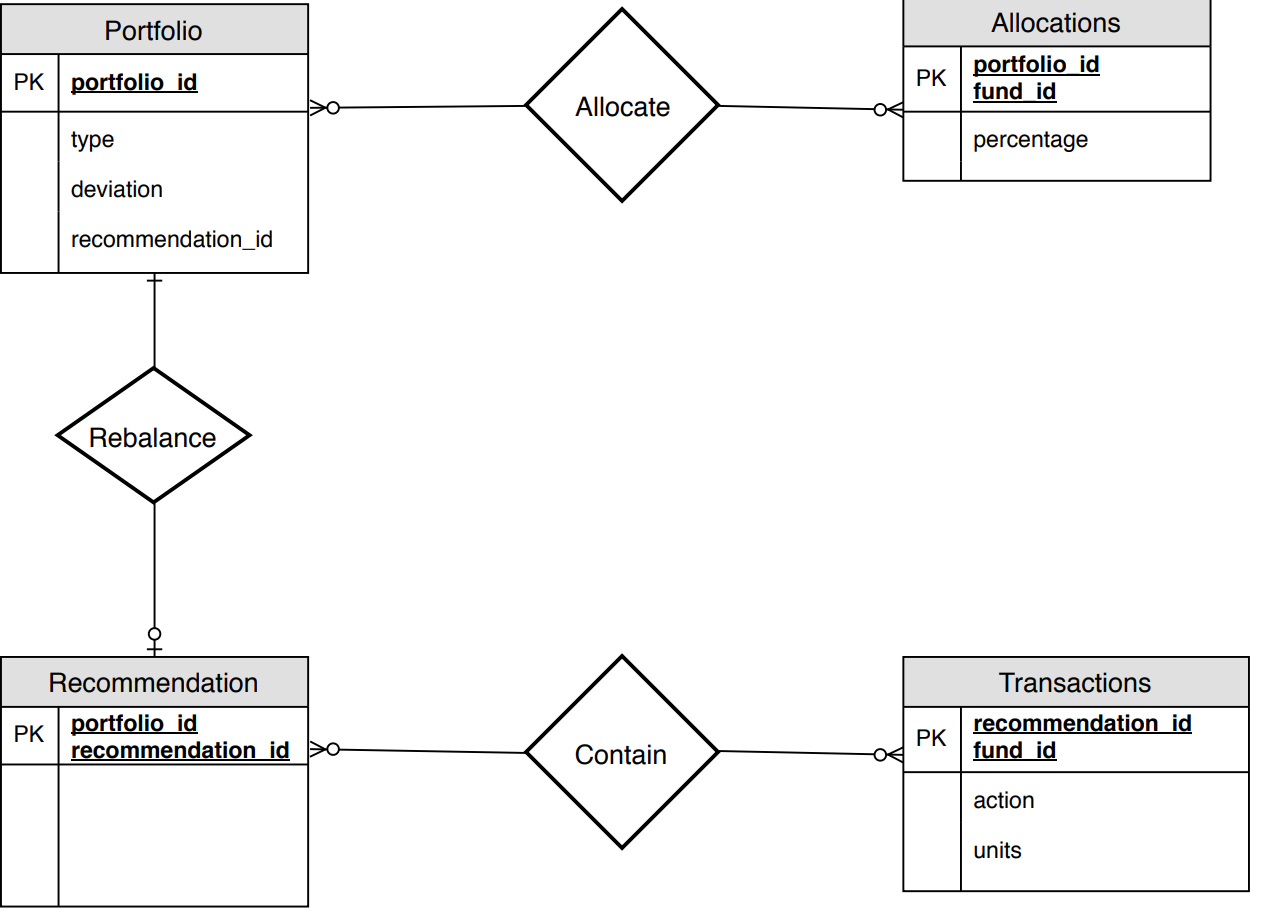 Portfolio
PK
portfolio_id
type
deviation
recommendation_id
Allocate
Allocations
PK
portfolio_id
fund_id
percentage
Rebalance
Recommendation
PK
portfolio_id
recommendation_id
Contain
Transactions
PK
recommendation_id
fund_id
action
units